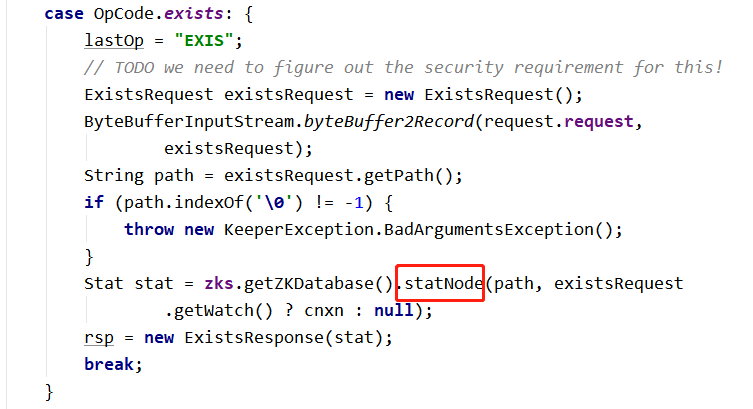 case OpCode.exists: {
lastOp = "EXIS";
// TODO we need to figure out the security requirement for this!
ExistsRequest existsRequest = new ExistsRequest();
ByteBufferInputStream.byteBuffer2Record(request.request,
existsRequest);
String path = existsRequest.getPath();
if (path.indexOf('\0') != -1) {
throw new KeeperException.BadArgumentsException();
}
Stat stat = zks.getZKDatabase().statNode(path, existsRequest
.getWatch() ? cnxn : null);
rsp = new ExistsResponse(stat);
break;
}